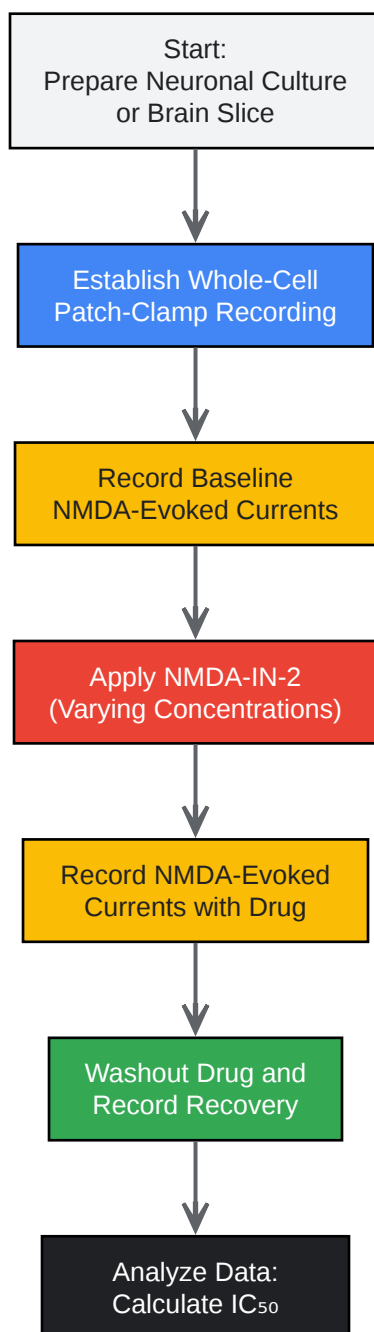 Start:
Prepare Neuronal Culture
or Brain Slice
Establish Whole-Cell
Patch-Clamp Recording
Record Baseline
NMDA-Evoked Currents
Apply NMDA-IN-2
(Varying Concentrations)
Record NMDA-Evoked
Currents with Drug
Washout Drug and
Record Recovery
Analyze Data:
Calculate IC₅₀